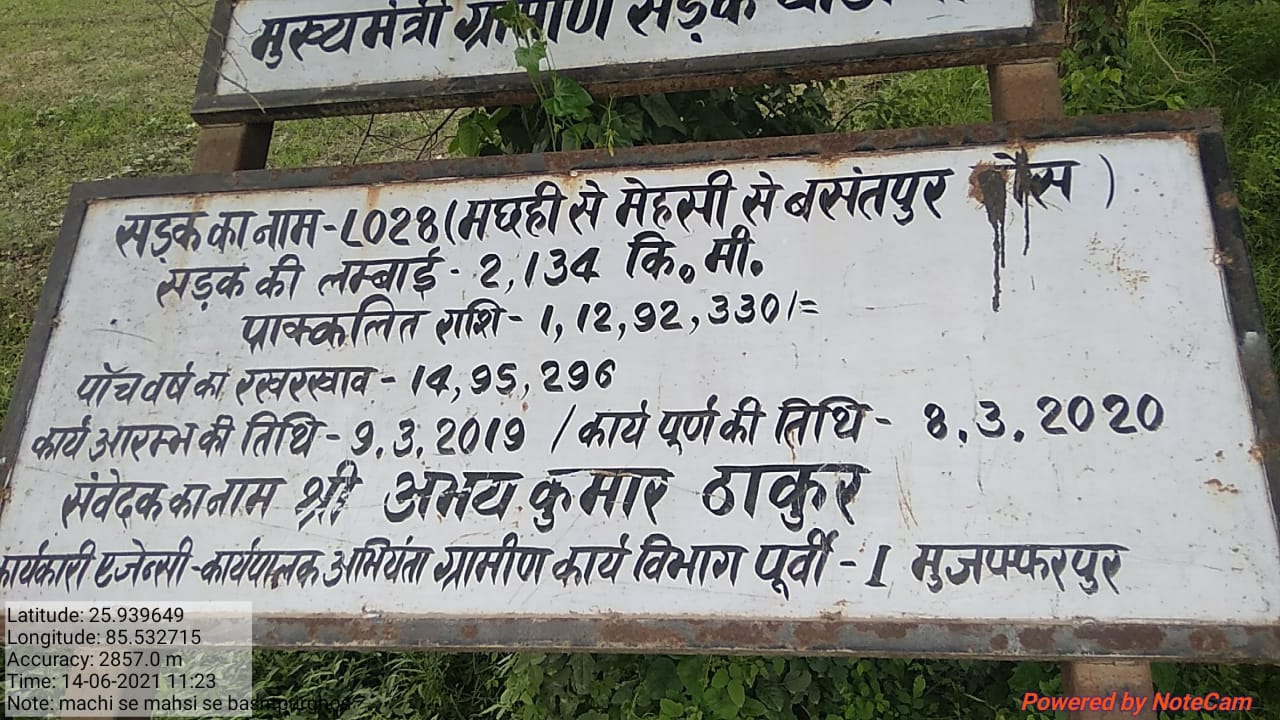 मुख्यमंत्री ग्रामीण सड़क
सड़क का नाम-L028(मघही से मेहसी से बसंतपुर
सड़क की लम्बाई - 2,134 कि. मी.
प्राक्कलित राशि - 1,12,92,330/=
पाँच वर्ष का रखरखाव - 14,95,296
कार्य आरम्भ की तिथि - 9.3.2019 / कार्य पूर्ण की तिथि - 8.3.2020
संवेदक का नाम श्री अभय कुमार ठाकुर
कार्यकारी एजेन्सी-कार्यपालक अभियंता ग्रामीण कार्य विभाग पूर्वी - I मुजफ्फरपुर
Latitude: 25.939649
Longitude: 85.532715
Accuracy: 2857.0 m
Time: 14-06-2021 11:23
Note: machi se mahsi se
Powered by NoteCam